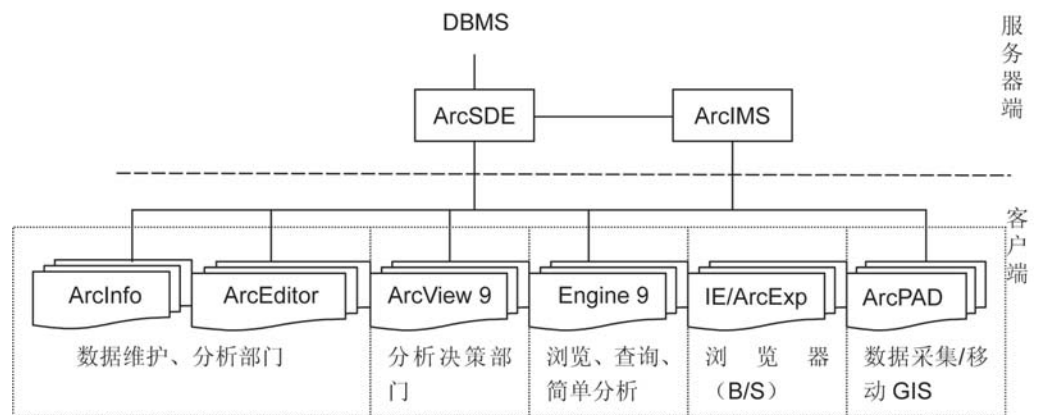 DBMS
服务器端
ArcSDE
ArcIMS
客户端
ArcInfo
ArcEditor
ArcView 9
Engine 9
IE/ArcExp
ArcPAD
数据维护、分析部门
分析决策部
门
浏览、查询、
简单分析
浏览器
（B/S）
数据采集/移
动 GIS